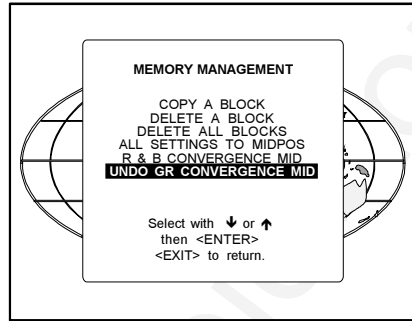 MEMORY MANAGEMENT
COPY A BLOCK
DELETE A BLOCK
DELETE ALL BLOCKS
ALL SETTINGS TO MIDPOS
R & B CONVERGENCE MID
UNDO GR CONVERGENCE MID
Select with ↓ or ↑
then <ENTER>
<EXIT> to return.